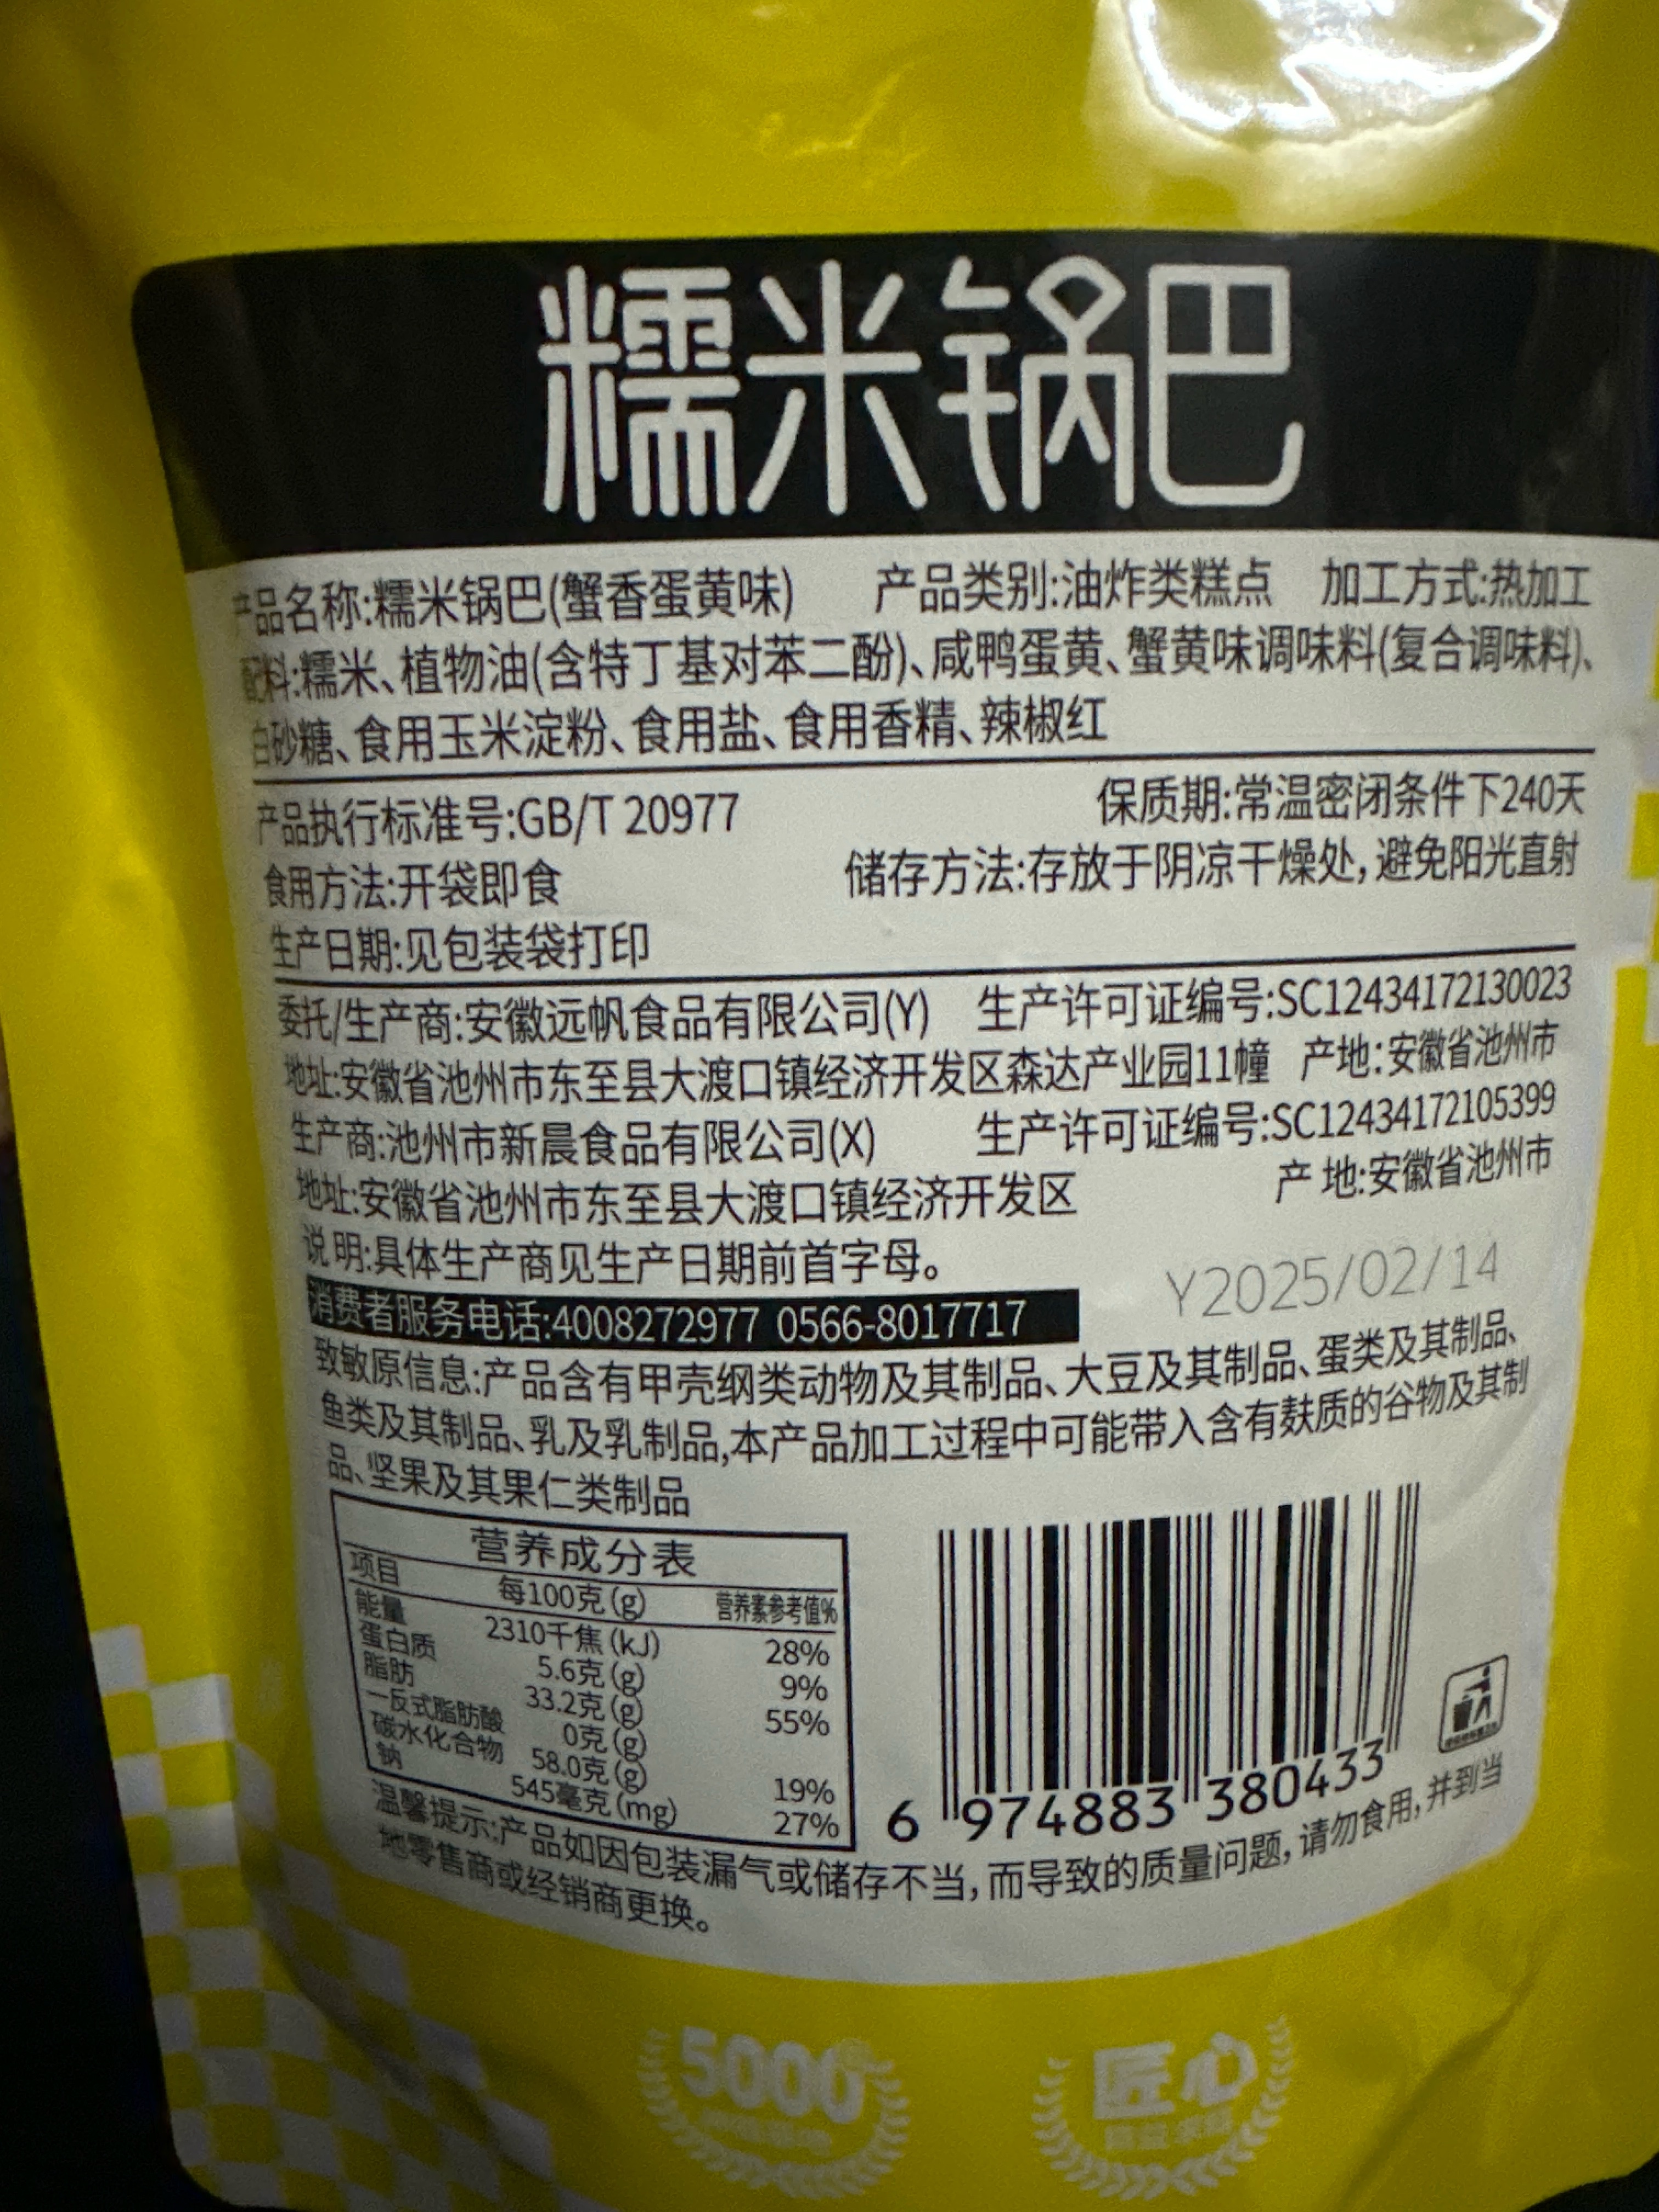 糯米锅巴
产品名称:糯米锅巴(蟹香蛋黄味) 产品类别:油炸类糕点 加工方式:热加工
配料:糯米、植物油(含特丁基对苯二酚)、咸鸭蛋黄、蟹黄味调味料(复合调味料)、
白砂糖、食用玉米淀粉、食用盐、食用香精、辣椒红
产品执行标准号:GB/T 20977 保质期:常温密闭条件下240天
食用方法:开袋即食 储存方法:存放于阴凉干燥处,避免阳光直射
生产日期:见包装袋打印
委托/生产商:安徽远帆食品有限公司(Y) 生产许可证编号:SC12434172130023
地址:安徽省池州市东至县大渡口镇经济开发区森达产业园11幢 产地:安徽省池州市
生产商:池州市新晨食品有限公司(X) 生产许可证编号:SC12434172105399
地址:安徽省池州市东至县大渡口镇经济开发区 产 地:安徽省池州市
说 明:具体生产商见生产日期前首字母。
Y2025/02/14
消费者服务电话:4008272977 0566-8017717
致敏原信息:产品含有甲壳纲类动物及其制品、大豆及其制品、蛋类及其制品、
鱼类及其制品、乳及乳制品,本产品加工过程中可能带入含有麸质的谷物及其制
品、坚果及其果仁类制品
营养成分表
项目 每100克(g) 营养素参考值%
能量 2310千焦(kJ) 28%
蛋白质 5.6克(g) 9%
脂肪 33.2克(g) 55%
—反式脂肪酸 0克(g)
碳水化合物 58.0克(g) 19%
钠 545毫克(mg) 27%
6 974883 380433
温馨提示:产品如因包装漏气或储存不当,而导致的质量问题,请勿食用,并到当
地零售商或经销商更换。
5000
匠心